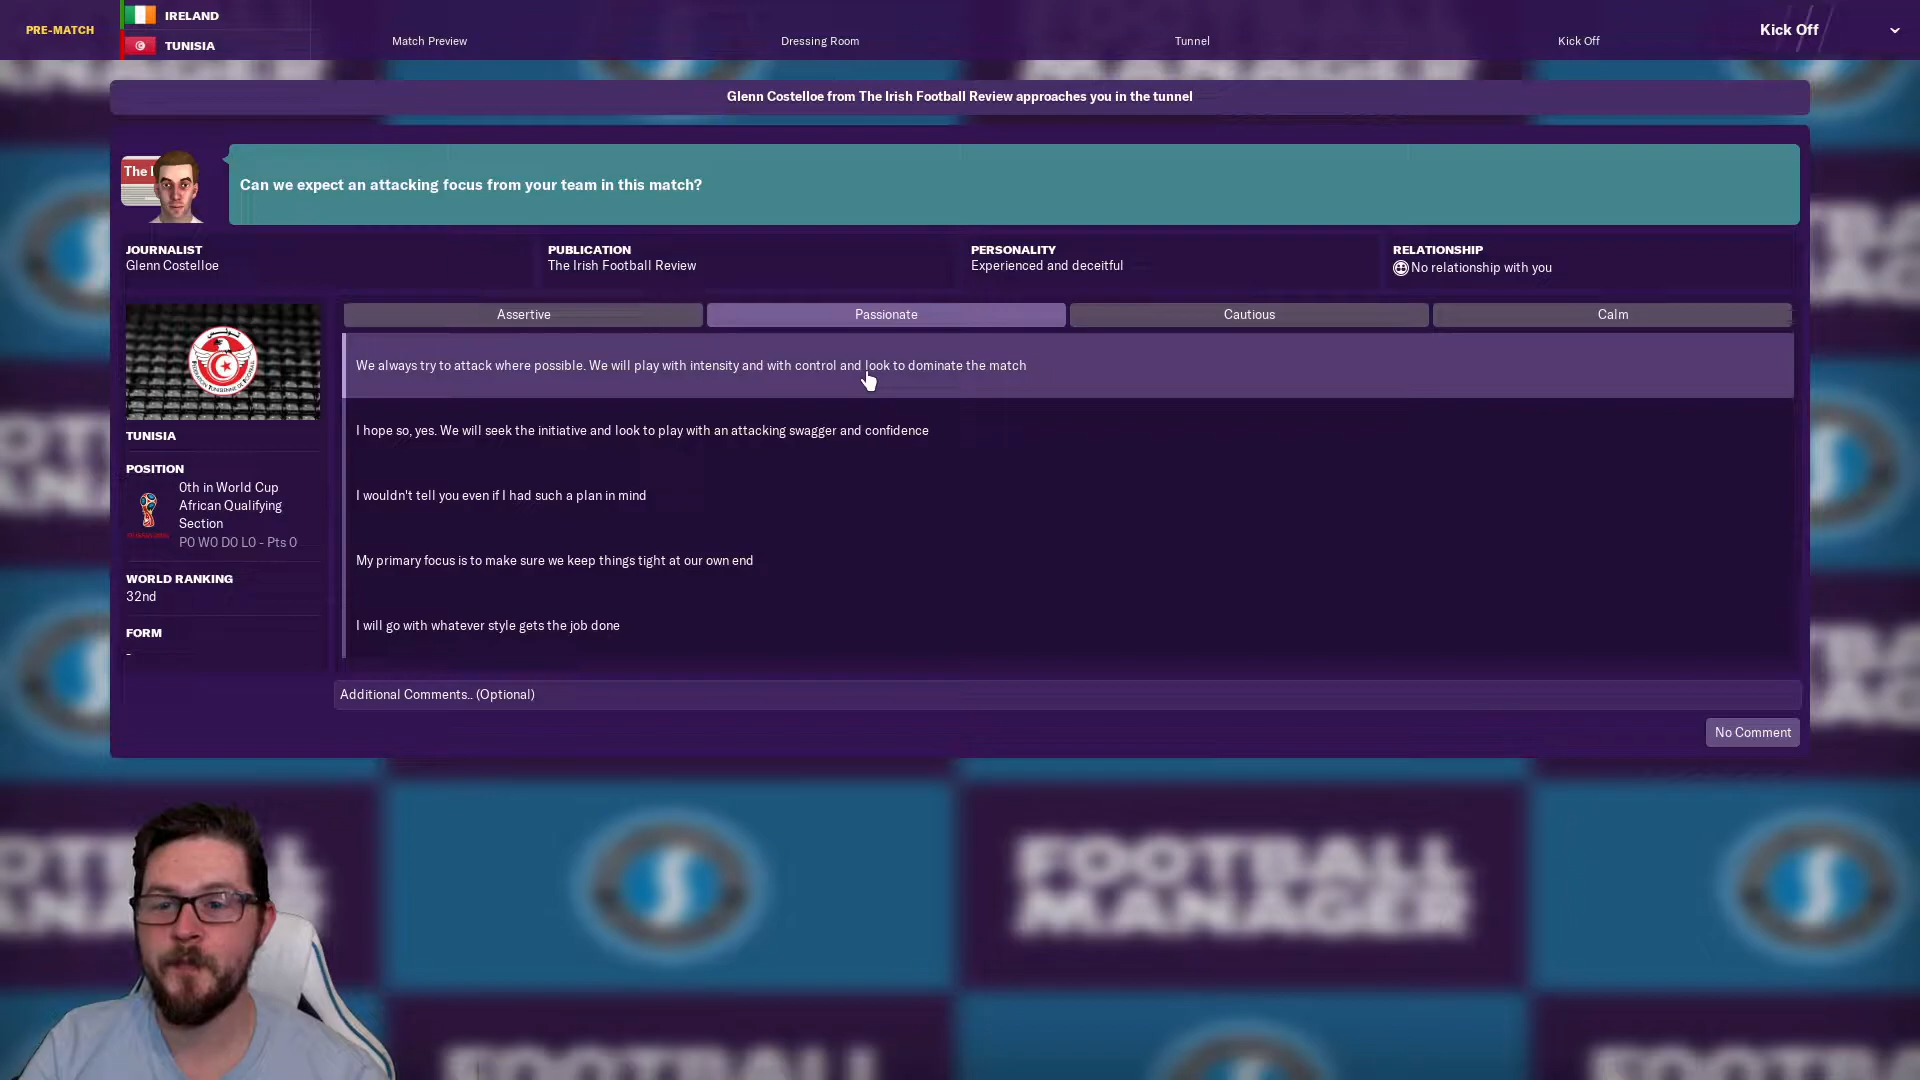 PRE-MATCH
IRELAND
TUNISIA
Match Preview
Dressing Room
Tunnel
Kick Off
Kick Off
Glenn Costelloe from The Irish Football Review approaches you in the tunnel
The I
Can we expect an attacking focus from your team in this match?
JOURNALIST
Glenn Costelloe
PUBLICATION
The Irish Football Review
PERSONALITY
Experienced and deceitful
RELATIONSHIP
No relationship with you
Assertive
Passionate
Cautious
Calm
We always try to attack where possible. We will play with intensity and with control and look to dominate the match
I hope so, yes. We will seek the initiative and look to play with an attacking swagger and confidence
I wouldn't tell you even if I had such a plan in mind
My primary focus is to make sure we keep things tight at our own end
I will go with whatever style gets the job done
TUNISIA
POSITION
0th in World Cup
African Qualifying
Section
P0 W0 D0 L0 - Pts 0
WORLD RANKING
32nd
FORM
-
Additional Comments.. (Optional)
No Comment
FOOTBALL
MANAGER
FOOTBALL